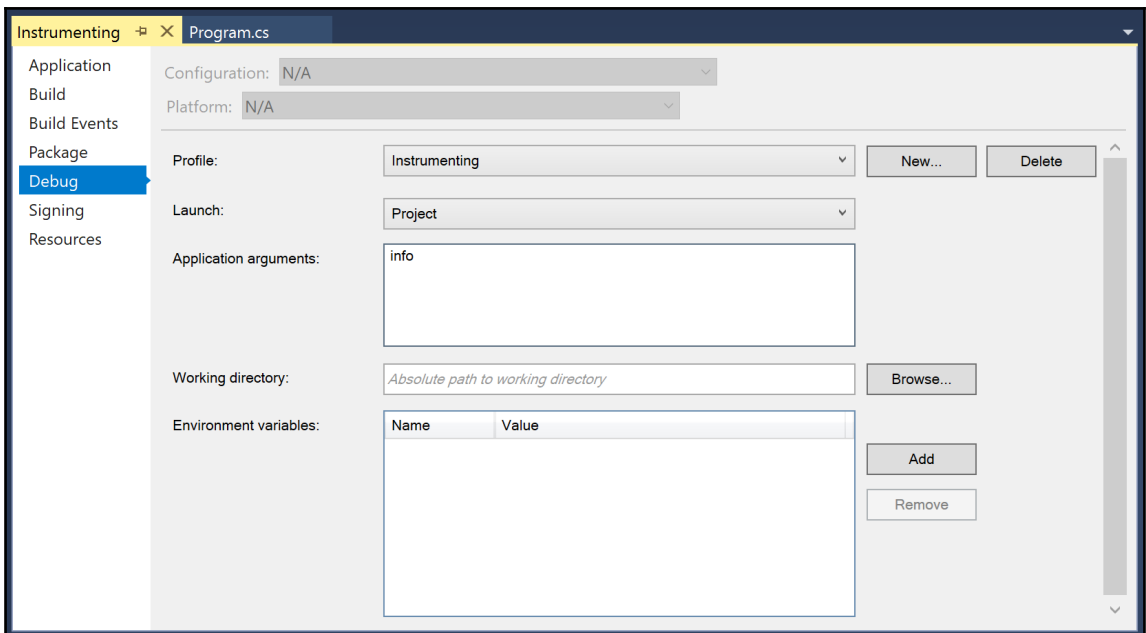 Instrumenting Program.cs
Application
Build
Build Events
Package
Debug
Signing
Resources
Configuration: N/A
Platform: N/A
Profile: Instrumenting New... Delete
Launch: Project
Application arguments: info
Working directory: Absolute path to working directory Browse...
Environment variables: Name Value
Add
Remove